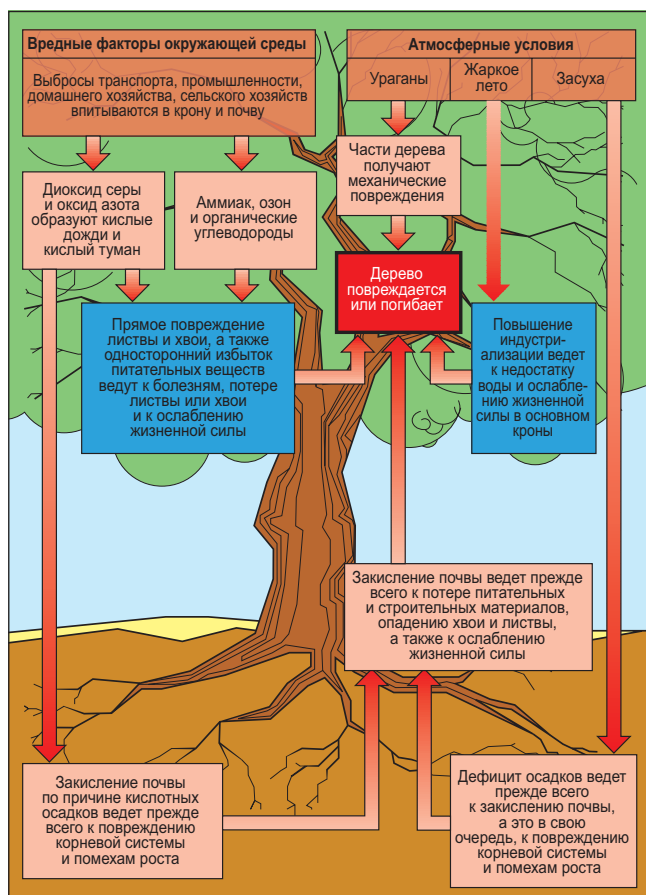 Вредные факторы окружающей среды
Выбросы транспорта, промышленности,
домашнего хозяйства, сельского хозяйств
впитываются в крону и почву
Атмосферные условия
Ураганы
Жаркое
лето
Засуха
Части дерева
получают
механические
повреждения
Диоксид серы
и оксид азота
образуют кислые
дожди и
кислый туман
Аммиак, озон
и органические
углеводороды
Дерево
повреждается
или погибает
Прямое повреждение
листвы и хвои, а также
односторонний избыток
питательных веществ
ведут к болезням, потере
листвы или хвои
и к ослаблению
жизненной силы
Повышение
индустри-
ализации ведет
к недостатку
воды и ослабле-
нию жизненной
силы в основном
кроны
Закисление почвы ведет прежде
всего к потере питательных
и строительных материалов,
опадению хвои и листвы,
а также к ослаблению
жизненной силы
Закисление почвы
по причине кислотных
осадков ведет прежде
всего к повреждению
корневой системы
и помехам роста
Дефицит осадков ведет
прежде всего
к закислению почвы,
а это в свою
очередь, к повреждению
корневой системы
и помехам роста